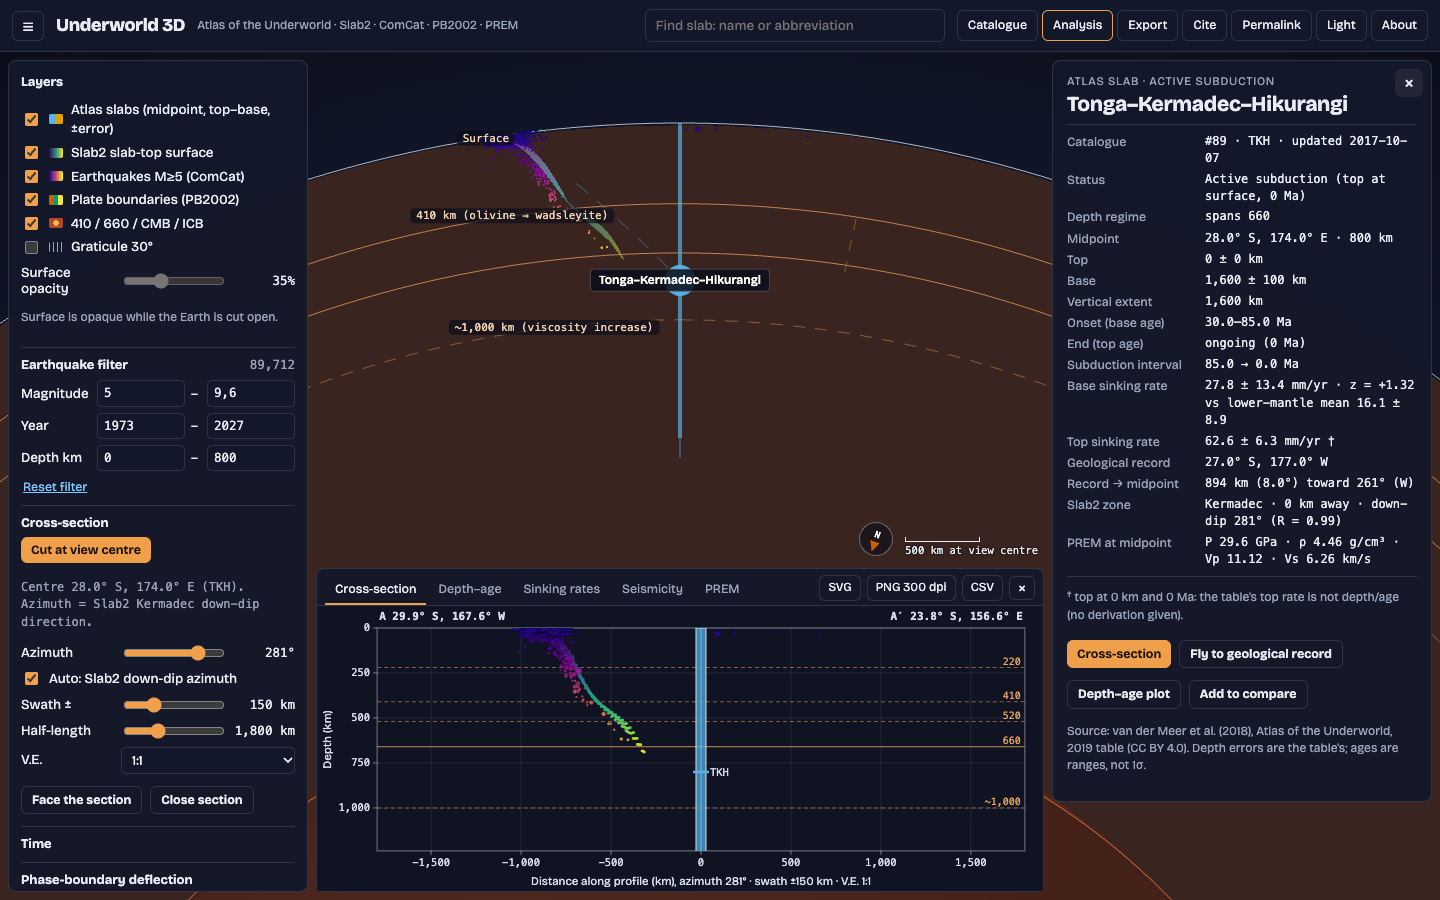 ☰ Underworld 3D Atlas of the Underworld · Slab2 · ComCat · PB2002 · PREM Find slab: name or abbreviation Catalogue Analysis Export Cite Permalink Light About
Layers
Atlas slabs (midpoint, top–base,
±error)
Slab2 slab-top surface
Earthquakes M≥5 (ComCat)
Plate boundaries (PB2002)
410 / 660 / CMB / ICB
Graticule 30°
Surface
opacity
35%
Surface is opaque while the Earth is cut open.
Earthquake filter 89,712
Magnitude 5 – 9,6
Year 1973 – 2027
Depth km 0 – 800
Reset filter
Cross-section
Cut at view centre
Centre 28.0° S, 174.0° E (TKH).
Azimuth = Slab2 Kermadec down-dip
direction.
Azimuth 281°
Auto: Slab2 down-dip azimuth
Swath ± 150 km
Half-length 1,800 km
V.E. 1:1
Face the section Close section
Time
Phase-boundary deflection
Surface
410 km (olivine → wadsleyite)
Tonga–Kermadec–Hikurangi
~1,000 km (viscosity increase)
N
500 km at view centre
Cross-section Depth–age Sinking rates Seismicity PREM SVG PNG 300 dpi CSV ×
A 29.9° S, 167.6° W A′ 23.8° S, 156.6° E
0
220
250
410
500
520
660
750
TKH
1,000
~1,000
Depth (km)
−1,500 −1,000 −500 0 500 1,000 1,500
Distance along profile (km), azimuth 281° · swath ±150 km · V.E. 1:1
ATLAS SLAB · ACTIVE SUBDUCTION
×
Tonga–Kermadec–Hikurangi
Catalogue #89 · TKH · updated 2017-10-
07
Status Active subduction (top at
surface, 0 Ma)
Depth regime spans 660
Midpoint 28.0° S, 174.0° E · 800 km
Top 0 ± 0 km
Base 1,600 ± 100 km
Vertical extent 1,600 km
Onset (base age) 30.0–85.0 Ma
End (top age) ongoing (0 Ma)
Subduction interval 85.0 → 0.0 Ma
Base sinking rate 27.8 ± 13.4 mm/yr · z = +1.32
vs lower-mantle mean 16.1 ±
8.9
Top sinking rate 62.6 ± 6.3 mm/yr †
Geological record 27.0° S, 177.0° W
Record → midpoint 894 km (8.0°) toward 261° (W)
Slab2 zone Kermadec · 0 km away · down-
dip 281° (R = 0.99)
PREM at midpoint P 29.6 GPa · ρ 4.46 g/cm³ ·
Vp 11.12 · Vs 6.26 km/s
† top at 0 km and 0 Ma: the table's top rate is not depth/age
(no derivation given).
Cross-section Fly to geological record
Depth–age plot Add to compare
Source: van der Meer et al. (2018), Atlas of the Underworld,
2019 table (CC BY 4.0). Depth errors are the table's; ages are
ranges, not 1σ.